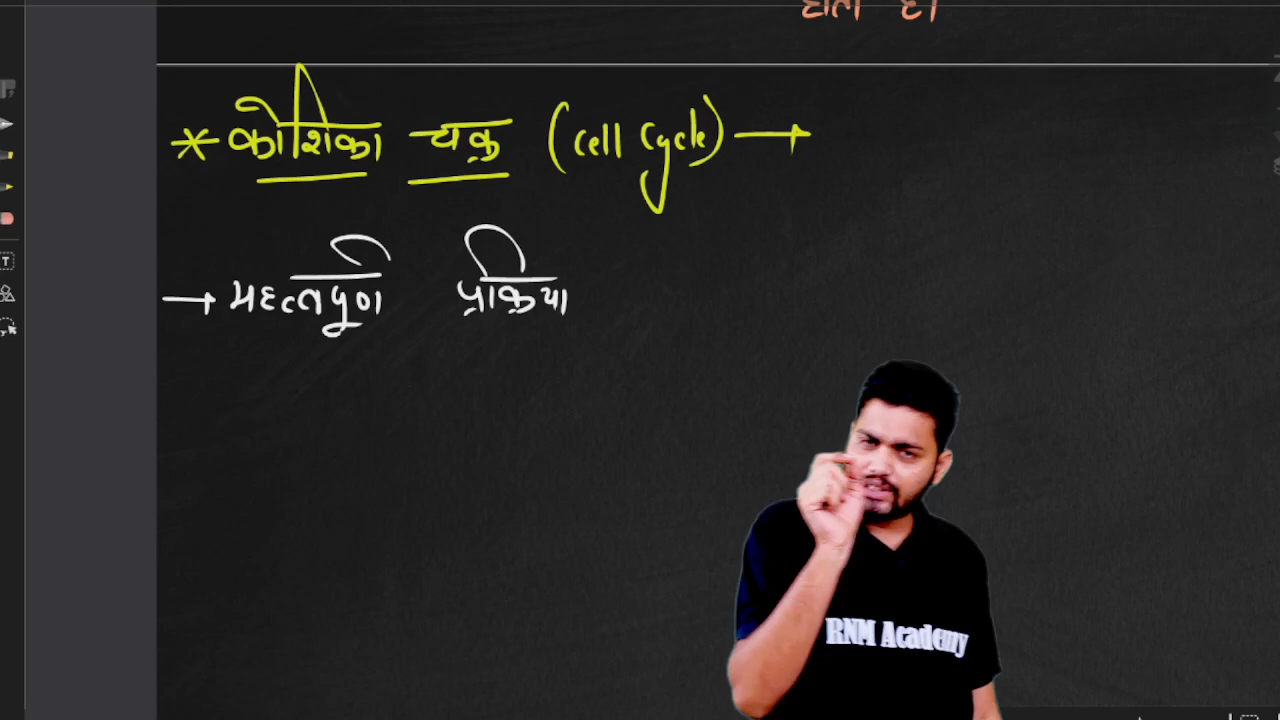 होता है।
* कोशिका चक्र (Cell Cycle) →
→ महत्वपूर्ण प्रक्रिया
RNM Academy